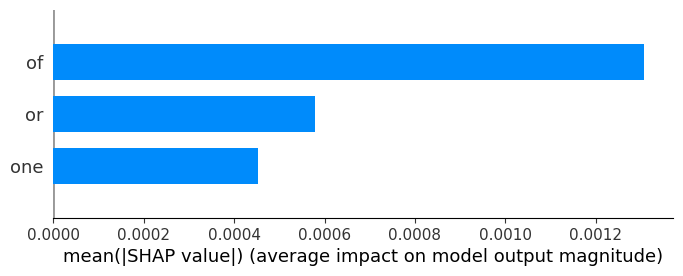 of
or
one
0.0000 0.0002 0.0004 0.0006 0.0008 0.0010 0.0012
mean(|SHAP value|) (average impact on model output magnitude)